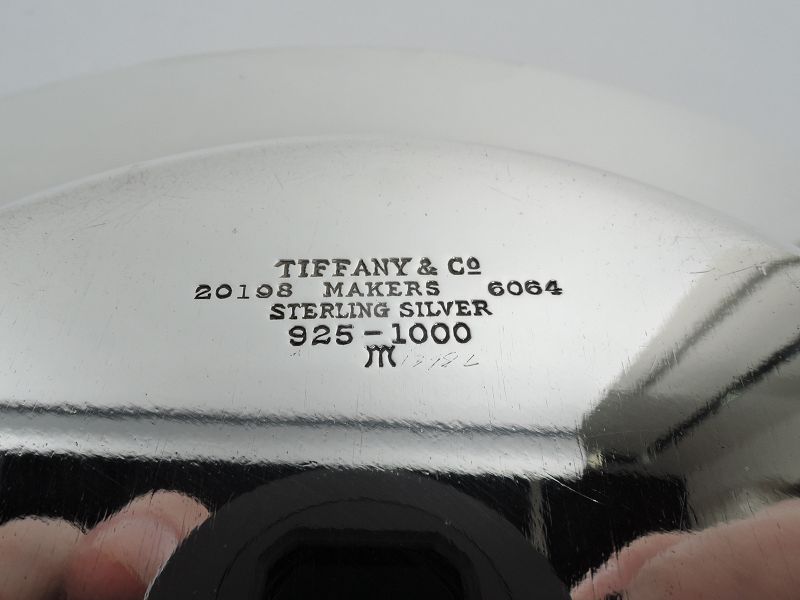 TIFFANY & Cº
20198 MAKERS 6064
STERLING SILVER
925-1000
m